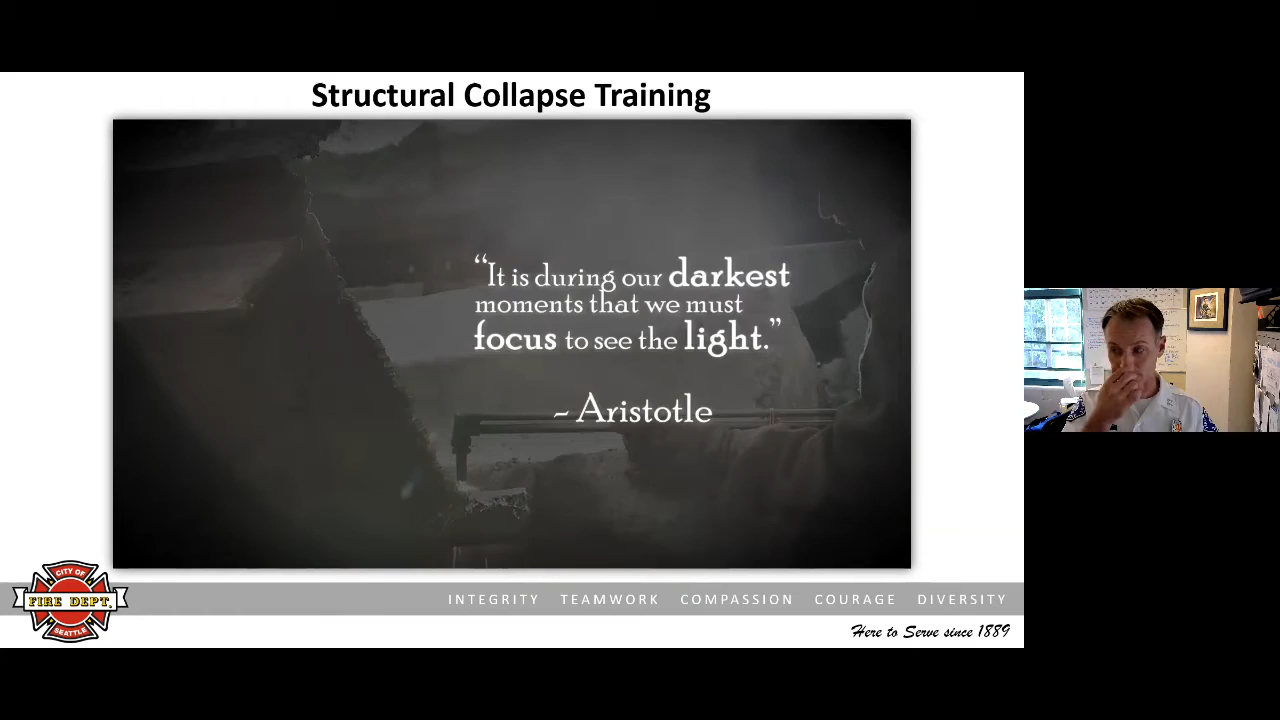 Structural Collapse Training
“It is during our darkest
moments that we must
focus to see the light.”
~ Aristotle
CITY OF
FIRE DEPT.
SEATTLE
INTEGRITY TEAMWORK COMPASSION COURAGE DIVERSITY
Here to Serve since 1889